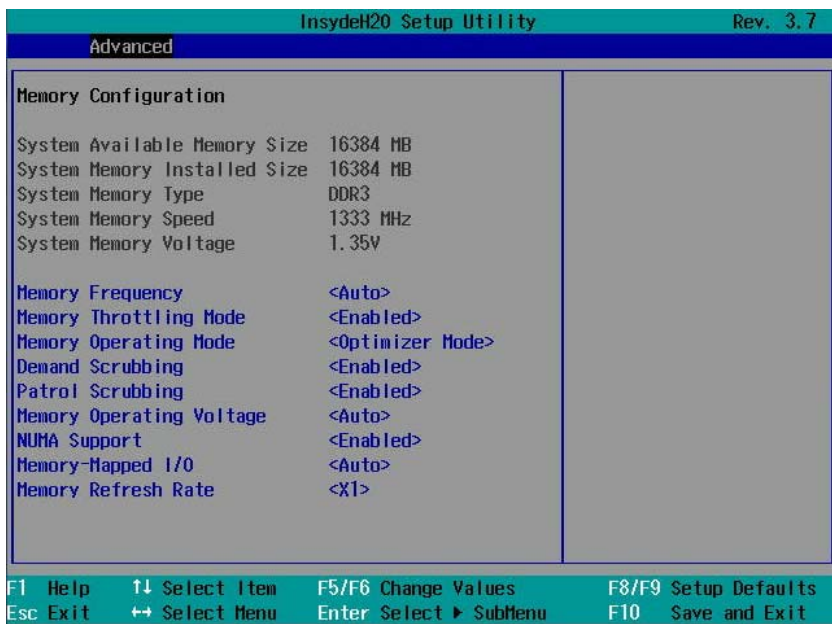 InsydeH20 Setup Utility Rev. 3.7
Advanced
Memory Configuration
System Available Memory Size 16384 MB
System Memory Installed Size 16384 MB
System Memory Type DDR3
System Memory Speed 1333 MHz
System Memory Voltage 1.35V
Memory Frequency <Auto>
Memory Throttling Mode <Enabled>
Memory Operating Mode <Optimizer Mode>
Demand Scrubbing <Enabled>
Patrol Scrubbing <Enabled>
Memory Operating Voltage <Auto>
NUMA Support <Enabled>
Memory-Mapped I/O <Auto>
Memory Refresh Rate <X1>
F1 Help ↑↓ Select Item F5/F6 Change Values F8/F9 Setup Defaults
Esc Exit ↔ Select Menu Enter Select ▶ SubMenu F10 Save and Exit